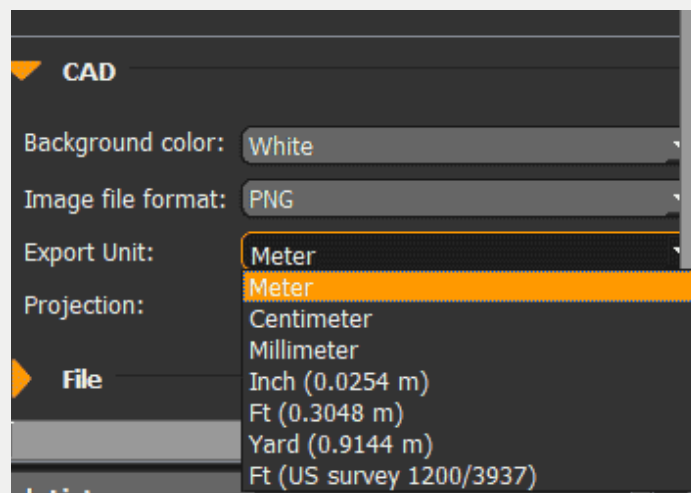 CAD
Background color: White
Image file format: PNG
Export Unit: Meter
Meter
Projection:
Centimeter
Millimeter
File
Inch (0.0254 m)
Ft (0.3048 m)
Yard (0.9144 m)
Ft (US survey 1200/3937)